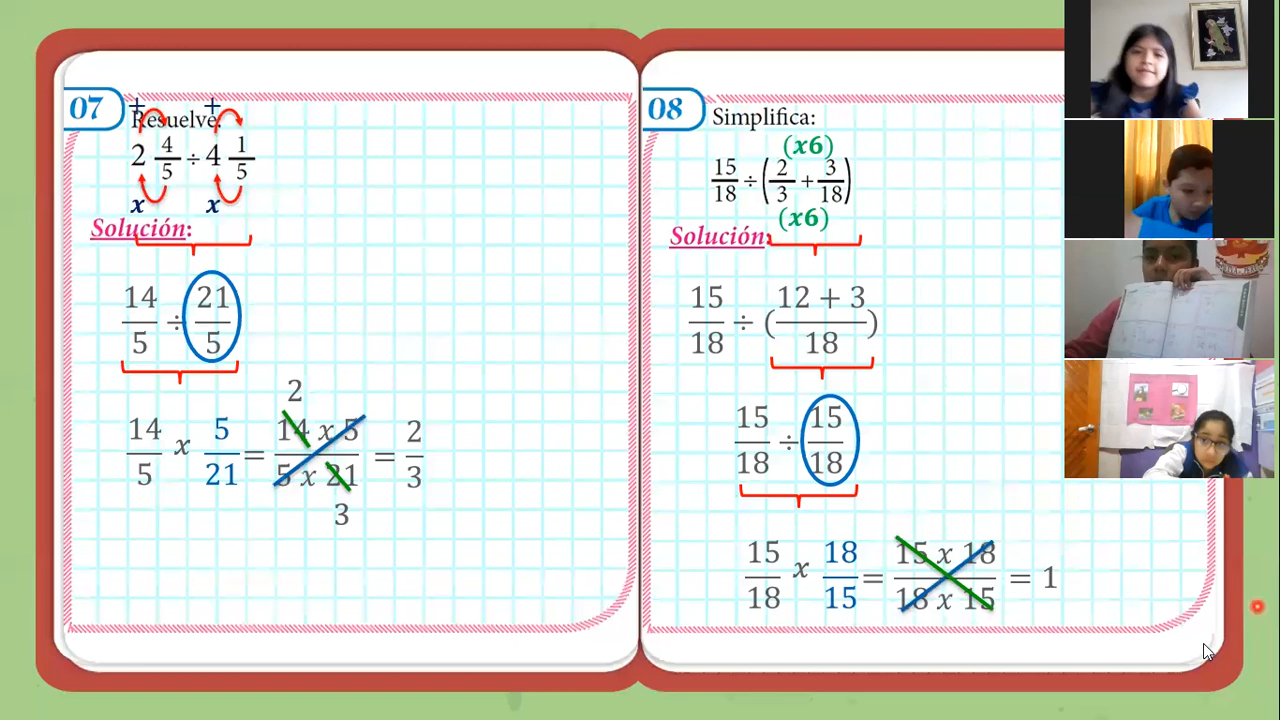 07
Resuelve:
+ +
2 4/5 ÷ 4 1/5
x x
Solución:
14/5 ÷ 21/5
2
14/5 x 5/21 = 14 x 5/5 x 21 = 2/3
3
08
Simplifica:
(x6)
15/18 ÷ (2/3 + 3/18)
(x6)
Solución:
15/18 ÷ (12 + 3/18)
15/18 ÷ 15/18
15/18 x 18/15 = 15 x 18/18 x 15 = 1